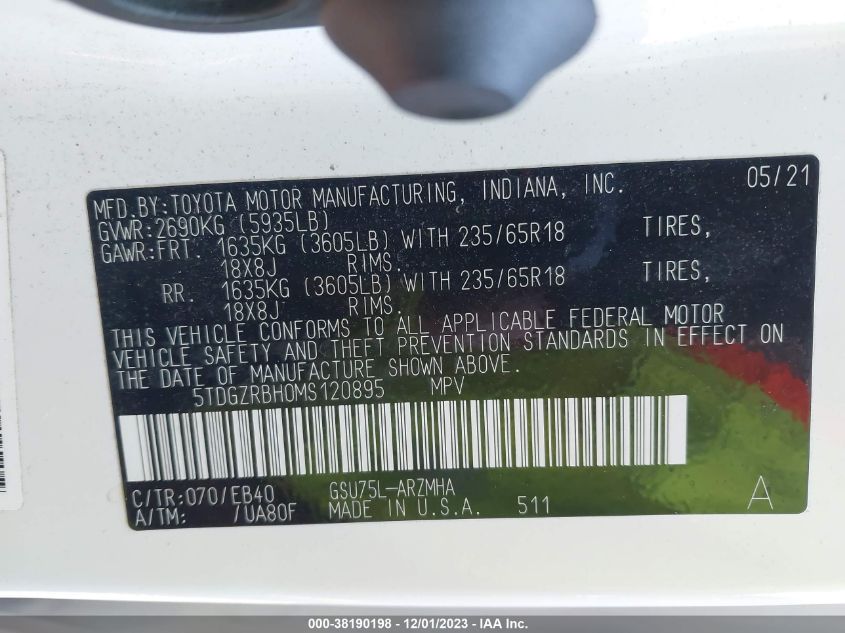 MFD.BY:TOYOTA MOTOR MANUFACTURING, INDIANA, INC. 05/21
GVWR:2690KG (5935LB)
GAWR:FRT. 1635KG (3605LB) WITH 235/65R18 TIRES,
18X8J RIMS.
RR. 1635KG (3605LB) WITH 235/65R18 TIRES,
18X8J RIMS.
THIS VEHICLE CONFORMS TO ALL APPLICABLE FEDERAL MOTOR
VEHICLE SAFETY AND THEFT PREVENTION STANDARDS IN EFFECT ON
THE DATE OF MANUFACTURE SHOWN ABOVE.
5TDGZRBH0MS120895 MPV
C/TR:070/EB40 GSU75L-ARZMHA
A/TM: /UA80F MADE IN U.S.A. 511 A
000-38190198 - 12/01/2023 - IAA Inc.